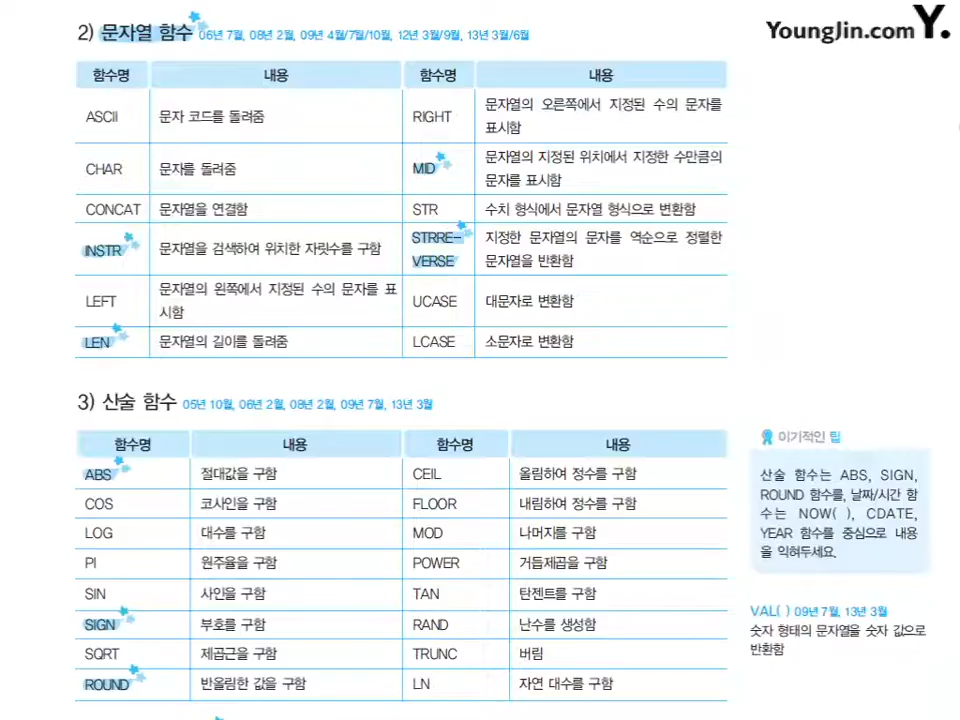 2) 문자열 함수 06년 7월, 08년 2월, 09년 4월/7월/10월, 12년 3월/9월, 13년 3월/6월
YoungJin.com Y.
함수명 내용 함수명 내용
ASCII 문자 코드를 돌려줌 RIGHT 문자열의 오른쪽에서 지정된 수의 문자를
표시함
CHAR 문자를 돌려줌 MID 문자열의 지정된 위치에서 지정한 수만큼의
문자를 표시함
CONCAT 문자열을 연결함 STR 수치 형식에서 문자열 형식으로 변환함
INSTR 문자열을 검색하여 위치한 자릿수를 구함 STRRE- 지정한 문자열의 문자를 역순으로 정렬한
VERSE 문자열을 반환함
LEFT 문자열의 왼쪽에서 지정된 수의 문자를 표 UCASE 대문자로 변환함
시함
LEN 문자열의 길이를 돌려줌 LCASE 소문자로 변환함
3) 산술 함수 05년 10월, 06년 2월, 08년 2월, 09년 7월, 13년 3월
함수명 내용 함수명 내용
ABS 절대값을 구함 CEIL 올림하여 정수를 구함
COS 코사인을 구함 FLOOR 내림하여 정수를 구함
LOG 대수를 구함 MOD 나머지를 구함
PI 원주율을 구함 POWER 거듭제곱을 구함
SIN 사인을 구함 TAN 탄젠트를 구함
SIGN 부호를 구함 RAND 난수를 생성함
SQRT 제곱근을 구함 TRUNC 버림
ROUND 반올림한 값을 구함 LN 자연 대수를 구함
이기적인 팁
산술 함수는 ABS, SIGN,
ROUND 함수를, 날짜/시간 함
수는 NOW( ), CDATE,
YEAR 함수를 중심으로 내용
을 익혀두세요.
VAL( ) 09년 7월, 13년 3월
숫자 형태의 문자열을 숫자 값으로
반환함